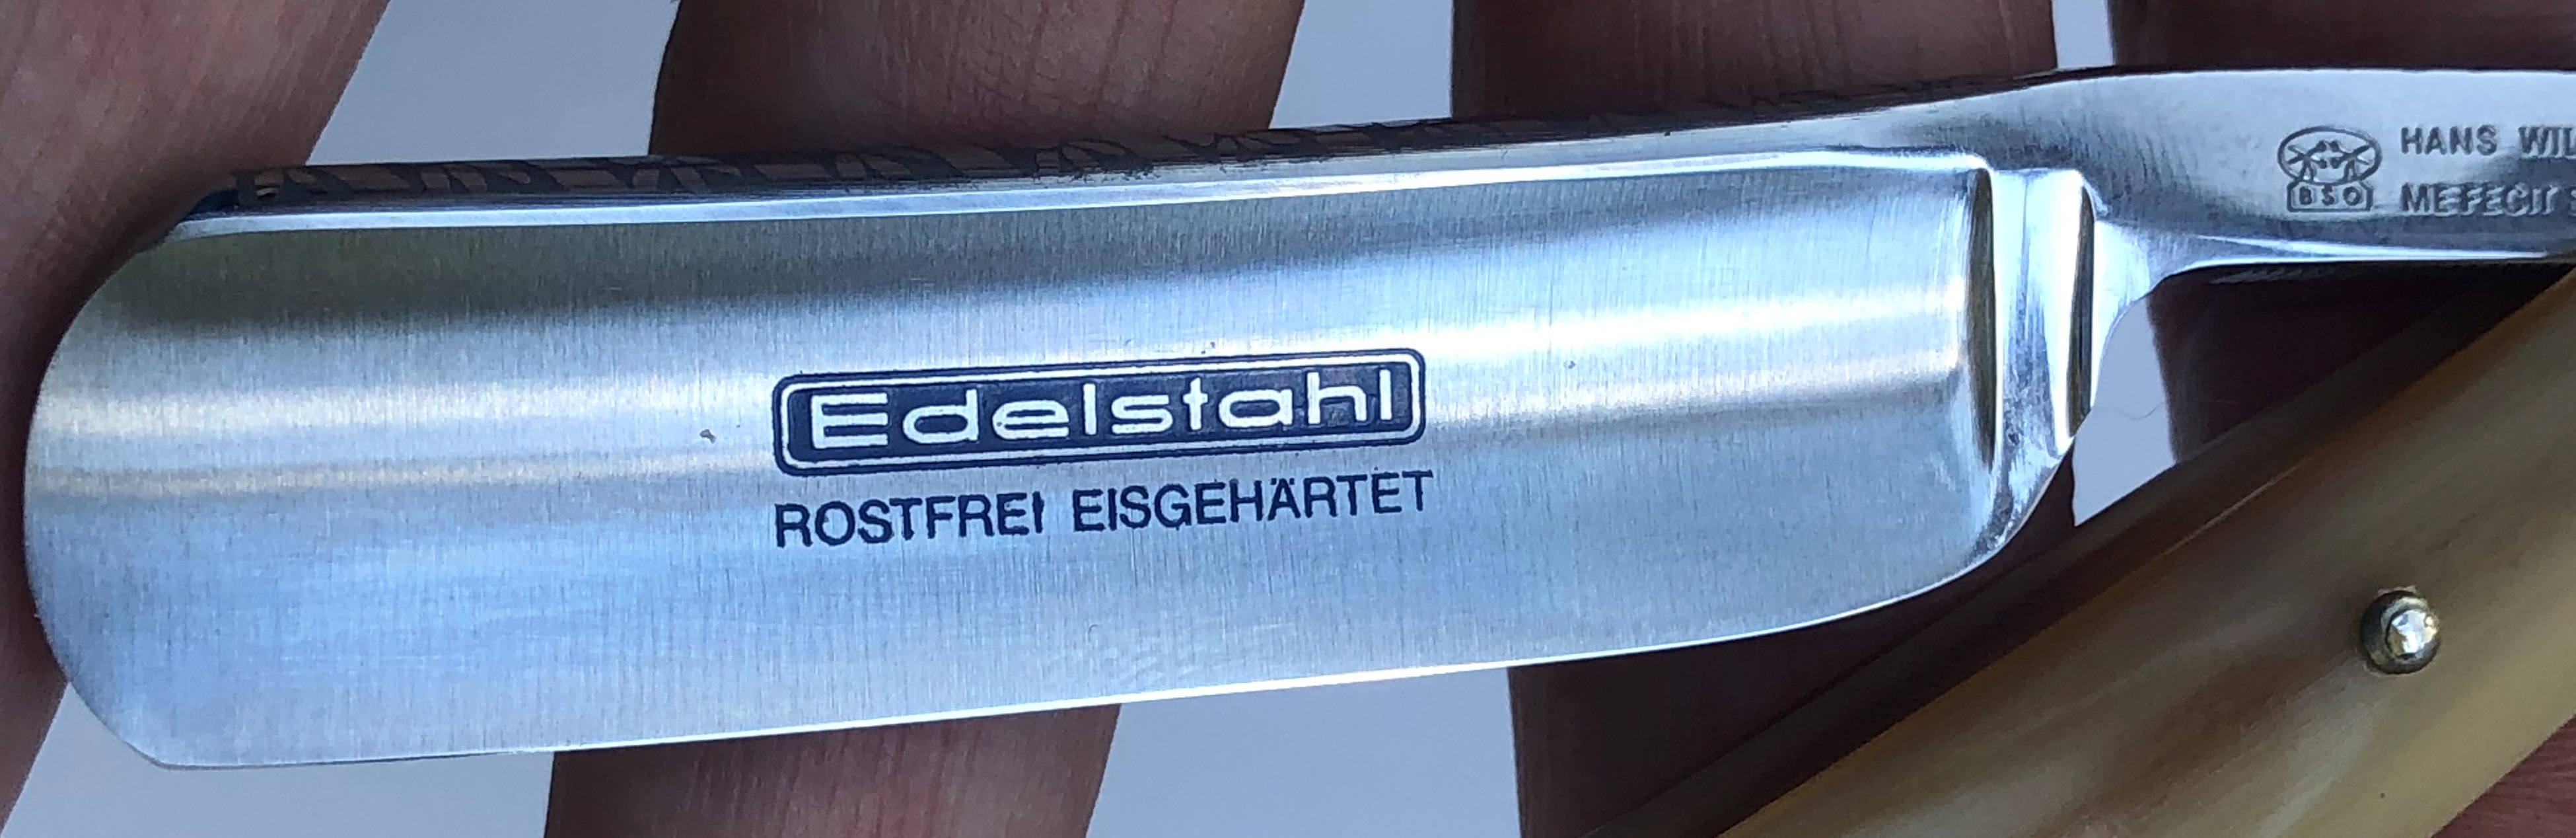 Edelstahl
ROSTFREI EISGEHÄRTET
HANS WIL
BSO
ME FECIT